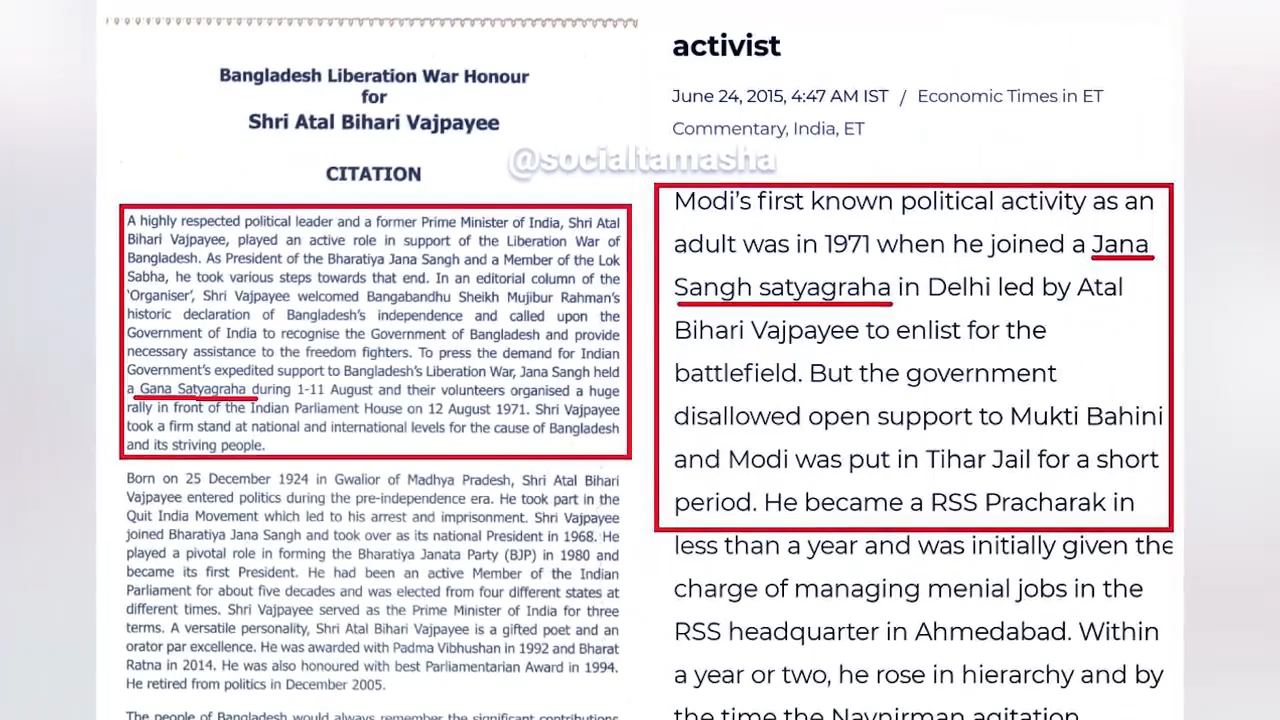 Bangladesh Liberation War Honour
for
Shri Atal Bihari Vajpayee
CITATION
A highly respected political leader and a former Prime Minister of India, Shri Atal
Bihari Vajpayee, played an active role in support of the Liberation War of
Bangladesh. As President of the Bharatiya Jana Sangh and a Member of the Lok
Sabha, he took various steps towards that end. In an editorial column of the
'Organiser', Shri Vajpayee welcomed Bangabandhu Sheikh Mujibur Rahman's
historic declaration of Bangladesh's independence and called upon the
Government of India to recognise the Government of Bangladesh and provide
necessary assistance to the freedom fighters. To press the demand for Indian
Government's expedited support to Bangladesh's Liberation War, Jana Sangh held
a Gana Satyagraha during 1-11 August and their volunteers organised a huge
rally in front of the Indian Parliament House on 12 August 1971. Shri Vajpayee
took a firm stand at national and international levels for the cause of Bangladesh
and its striving people.
Born on 25 December 1924 in Gwalior of Madhya Pradesh, Shri Atal Bihari
Vajpayee entered politics during the pre-independence era. He took part in the
Quit India Movement which led to his arrest and imprisonment. Shri Vajpayee
joined Bharatiya Jana Sangh and took over as its national President in 1968. He
played a pivotal role in forming the Bharatiya Janata Party (BJP) in 1980 and
became its first President. He had been an active Member of the Indian
Parliament for about five decades and was elected from four different states at
different times. Shri Vajpayee served as the Prime Minister of India for three
terms. A versatile personality, Shri Atal Bihari Vajpayee is a gifted poet and an
orator par excellence. He was awarded with Padma Vibhushan in 1992 and Bharat
Ratna in 2014. He was also honoured with best Parliamentarian Award in 1994.
He retired from politics in December 2005.
The people of Bangladesh would always remember the significant contributions
activist
June 24, 2015, 4:47 AM IST / Economic Times in ET
Commentary, India, ET
@socialtamasha
Modi's first known political activity as an
adult was in 1971 when he joined a Jana
Sangh satyagraha in Delhi led by Atal
Bihari Vajpayee to enlist for the
battlefield. But the government
disallowed open support to Mukti Bahini
and Modi was put in Tihar Jail for a short
period. He became a RSS Pracharak in
less than a year and was initially given the
charge of managing menial jobs in the
RSS headquarter in Ahmedabad. Within
a year or two, he rose in hierarchy and by
the time the Navnirman agitation